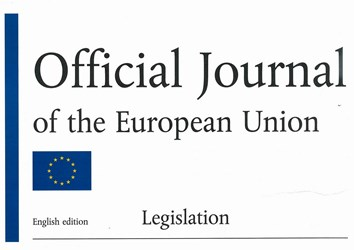 Official Journal
of the European Union
English edition
Legislation